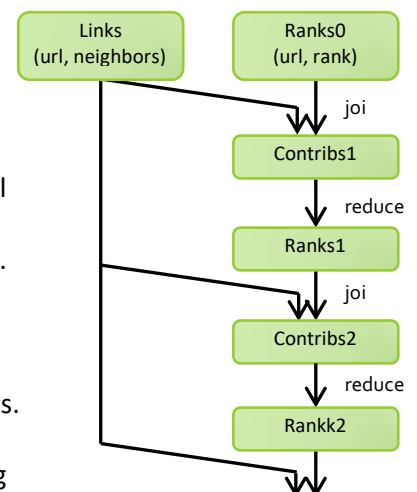 Links
(url, neighbors)
Ranks0
(url, rank)
joi
Contribs1
l
reduce
Ranks1
.
joi
Contribs2
reduce
s.
Rankk2
g